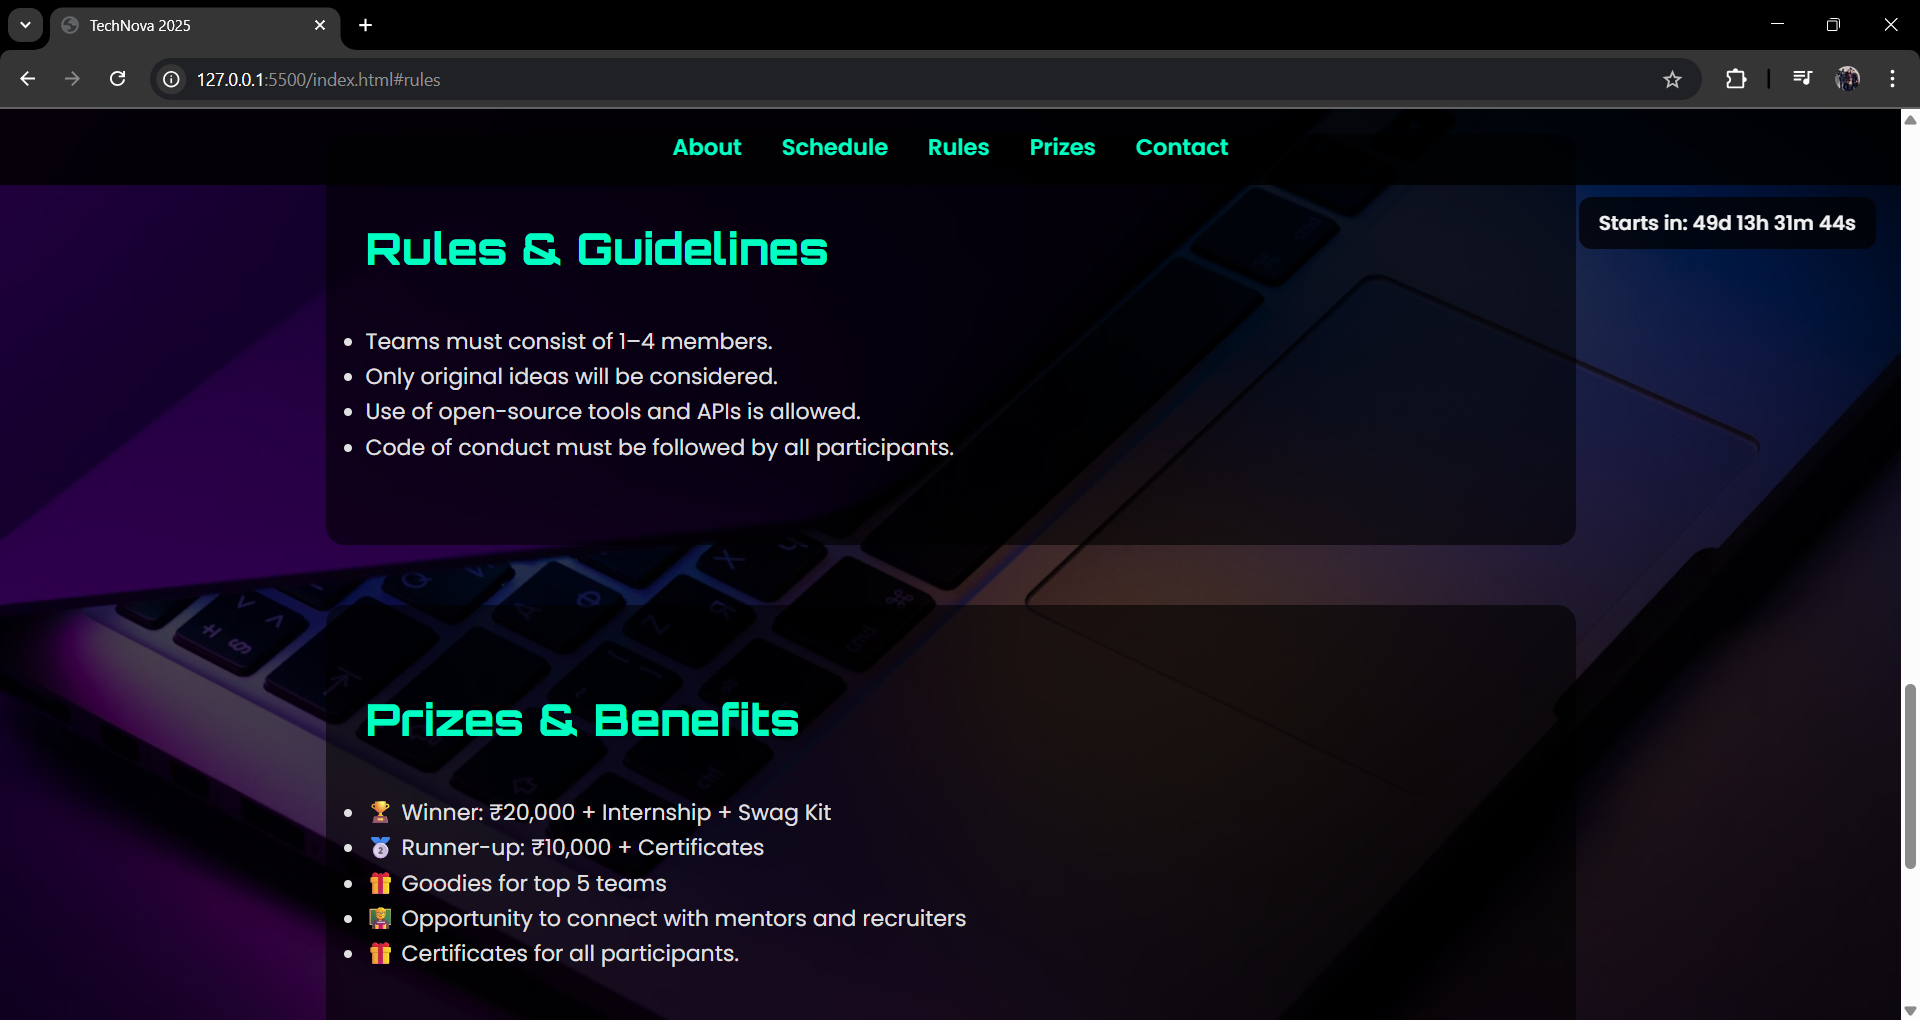 TechNova 2025
127.0.0.1:5500/index.html#rules
About Schedule Rules Prizes Contact
Starts in: 49d 13h 31m 44s
Rules & Guidelines
• Teams must consist of 1–4 members.
• Only original ideas will be considered.
• Use of open-source tools and APIs is allowed.
• Code of conduct must be followed by all participants.
Prizes & Benefits
• 🏆 Winner: ₹20,000 + Internship + Swag Kit
• 🥈 Runner-up: ₹10,000 + Certificates
• 🎁 Goodies for top 5 teams
• 👨‍🏫 Opportunity to connect with mentors and recruiters
• 🎁 Certificates for all participants.